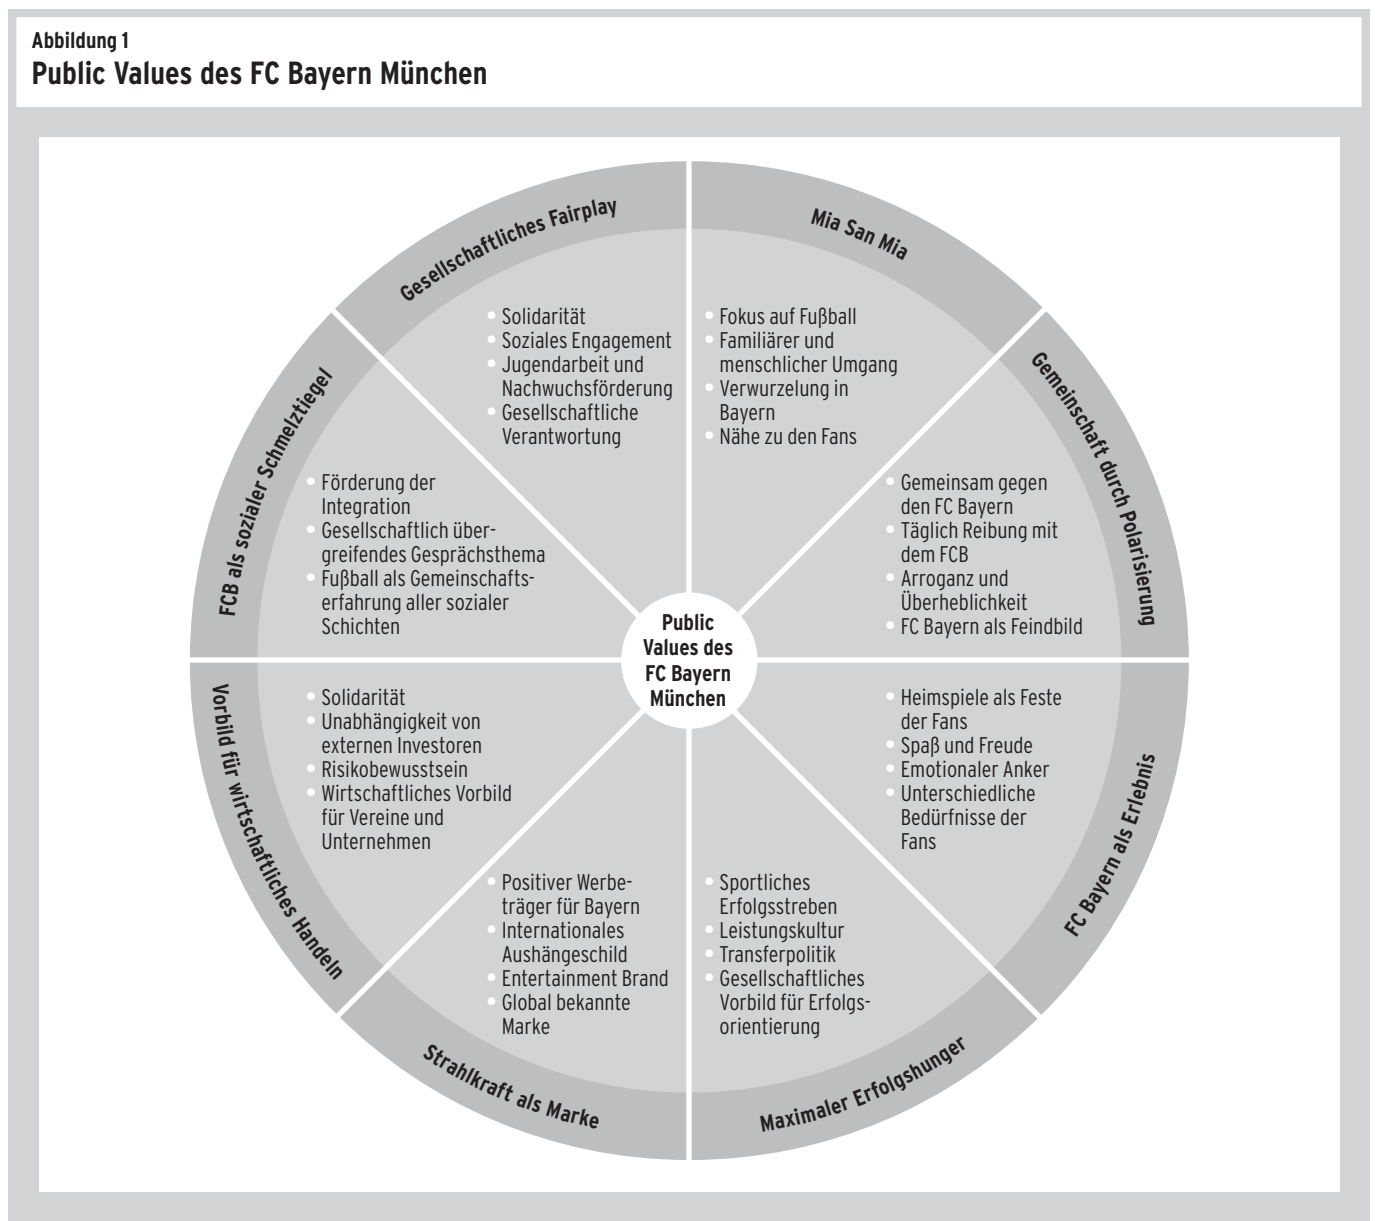 Abbildung 1
Public Values des FC Bayern München
Gesellschaftliches Fairplay
• Solidarität
• Soziales Engagement
• Jugendarbeit und
Nachwuchsförderung
• Gesellschaftliche
Verantwortung
Mia San Mia
• Fokus auf Fußball
• Familiärer und
menschlicher Umgang
• Verwurzelung in
Bayern
• Nähe zu den Fans
Gemeinschaft durch Polarisierung
• Gemeinsam gegen
den FC Bayern
• Täglich Reibung mit
dem FCB
• Arroganz und
Überheblichkeit
• FC Bayern als Feindbild
FC Bayern als Erlebnis
• Heimspiele als Feste
der Fans
• Spaß und Freude
• Emotionaler Anker
• Unterschiedliche
Bedürfnisse der
Fans
Maximaler Erfolgshunger
• Sportliches
Erfolgsstreben
• Leistungskultur
• Transferpolitik
• Gesellschaftliches
Vorbild für Erfolgs-
orientierung
Strahlkraft als Marke
• Positiver Werbe-
träger für Bayern
• Internationales
Aushängeschild
• Entertainment Brand
• Global bekannte
Marke
Vorbild für wirtschaftliches Handeln
• Solidarität
• Unabhängigkeit von
externen Investoren
• Risikobewusstsein
• Wirtschaftliches Vorbild
für Vereine und
Unternehmen
FCB als sozialer Schmelztiegel
• Förderung der
Integration
• Gesellschaftlich über-
greifendes Gesprächsthema
• Fußball als Gemeinschafts-
erfahrung aller sozialer
Schichten
Public
Values des
FC Bayern
München